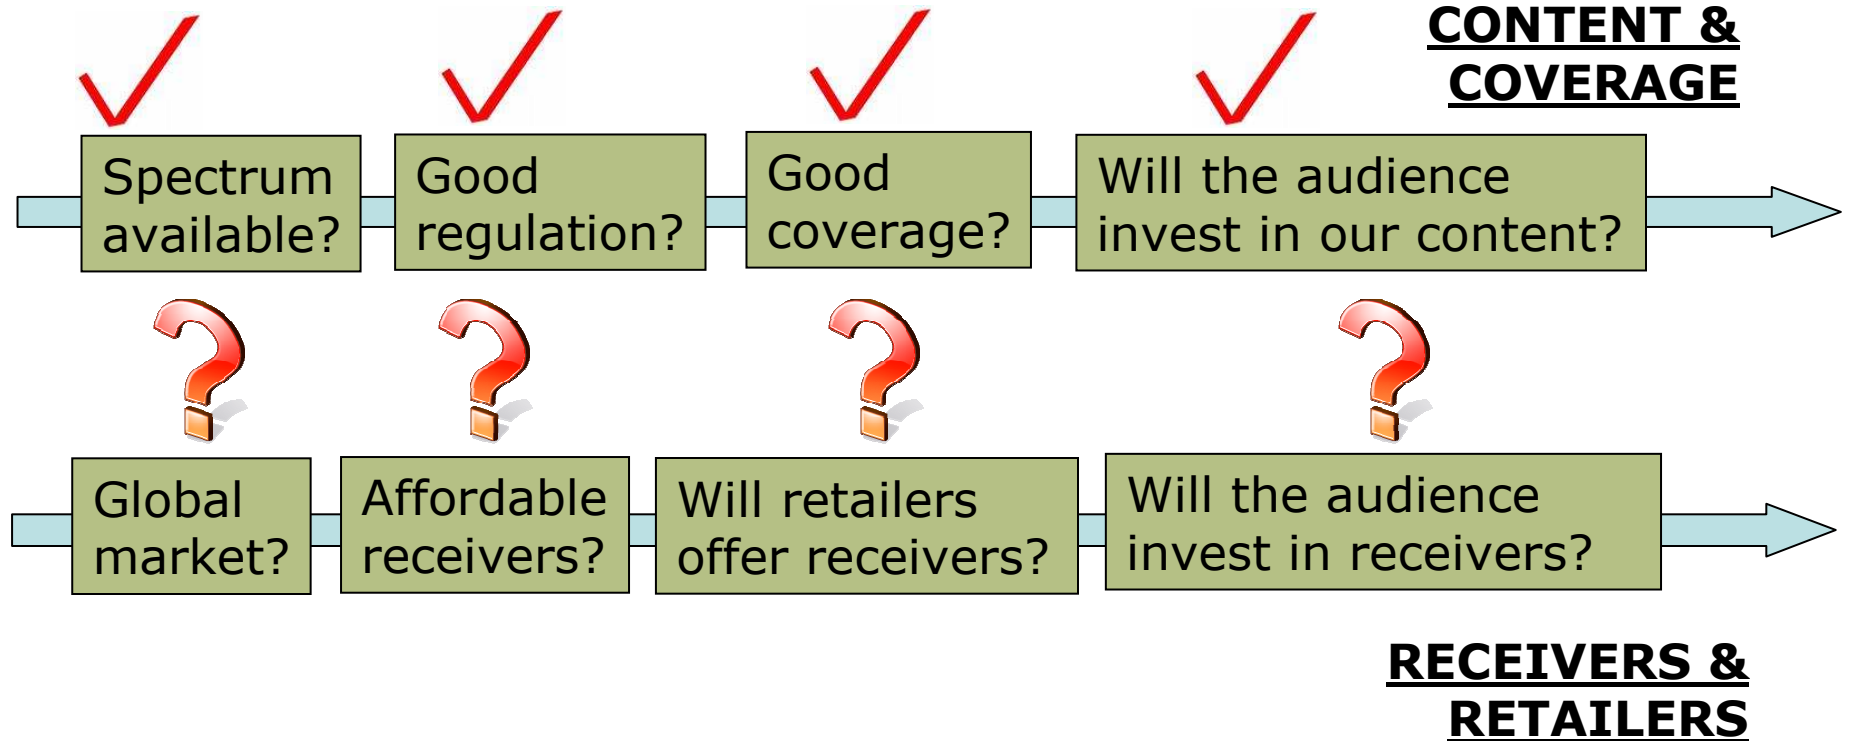 CONTENT &
COVERAGE
Spectrum
available?
Good
regulation?
Good
coverage?
Will the audience
invest in our content?
?
?
?
?
Global
market?
Affordable
receivers?
Will retailers
offer receivers?
Will the audience
invest in receivers?
RECEIVERS &
RETAILERS